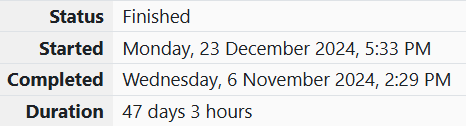 Status Finished
Started Monday, 23 December 2024, 5:33 PM
Completed Wednesday, 6 November 2024, 2:29 PM
Duration 47 days 3 hours